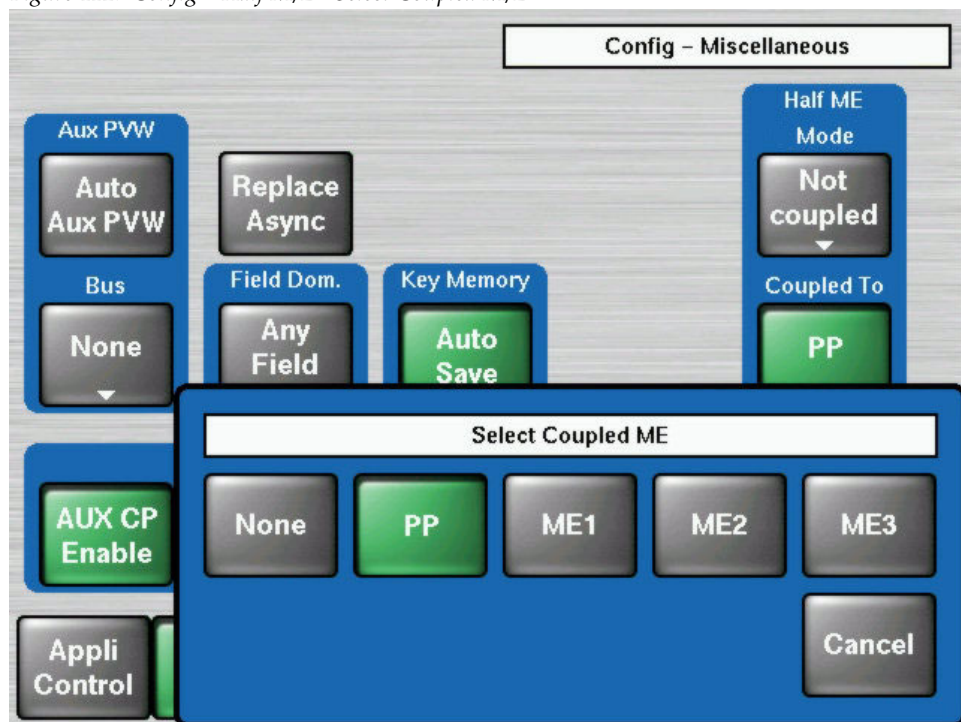 Config – Miscellaneous
Half ME
Aux PVW
Mode
Auto
Aux PVW
Replace
Async
Not
coupled
Bus
Field Dom.
Key Memory
Coupled To
None
Any
Field
Auto
Save
PP
Select Coupled ME
AUX CP
Enable
None
PP
ME1
ME2
ME3
Appli
Control
Cancel